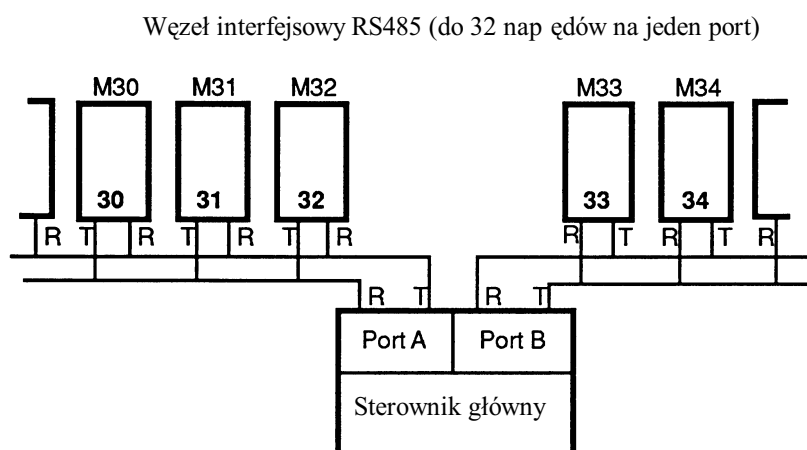 Węzeł interfejsowy RS485 (do 32 nap ędów na jeden port)
M30 M31 M32 M33 M34
30 31 32 33 34
R T R T R T R R T R T R
R T R T
Port A Port B
Sterownik główny